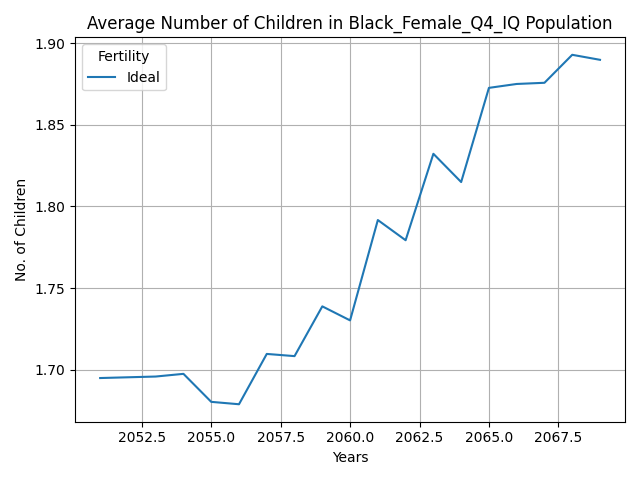 Average Number of Children in Black_Female_Q4_IQ Population
Fertility
Ideal
No. of Children
1.90
1.85
1.80
1.75
1.70
2052.5 2055.0 2057.5 2060.0 2062.5 2065.0 2067.5
Years